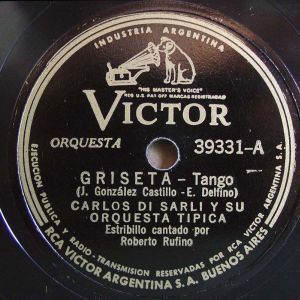 INDUSTRIA ARGENTINA
"HIS MASTER'S VOICE"
REG U.S. PAT OFF MARCAS REGISTRADAS
VICTOR
ORQUESTA 39331-A
GRISETA - Tango
(J. González Castillo - E. Delfino)
CARLOS DI SARLI Y SU
ORQUESTA TIPICA
Estribillo cantado por
Roberto Rufino
EJECUCION PUBLICA Y RADIO-TRANSMISION RESERVADAS POR RCA VICTOR ARGENTINA S.A.
RCA VICTOR ARGENTINA S.A. BUENOS AIRES